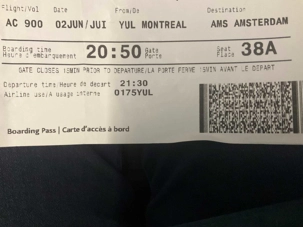 Flight/Vol Date From/De Destination
AC 900 02JUN/JUI YUL MONTREAL AMS AMSTERDAM
Boarding time Gate Seat
Heure d'embarquement 20:50 Porte Place 38A
GATE CLOSES 15MIN PRIOR TO DEPARTURE/LA PORTE FERME 15MIN AVANT LE DEPART
Departure time/Heure de depart 21:30
Airline use/A usage interne 0175YUL
Boarding Pass | Carte d'accès à bord